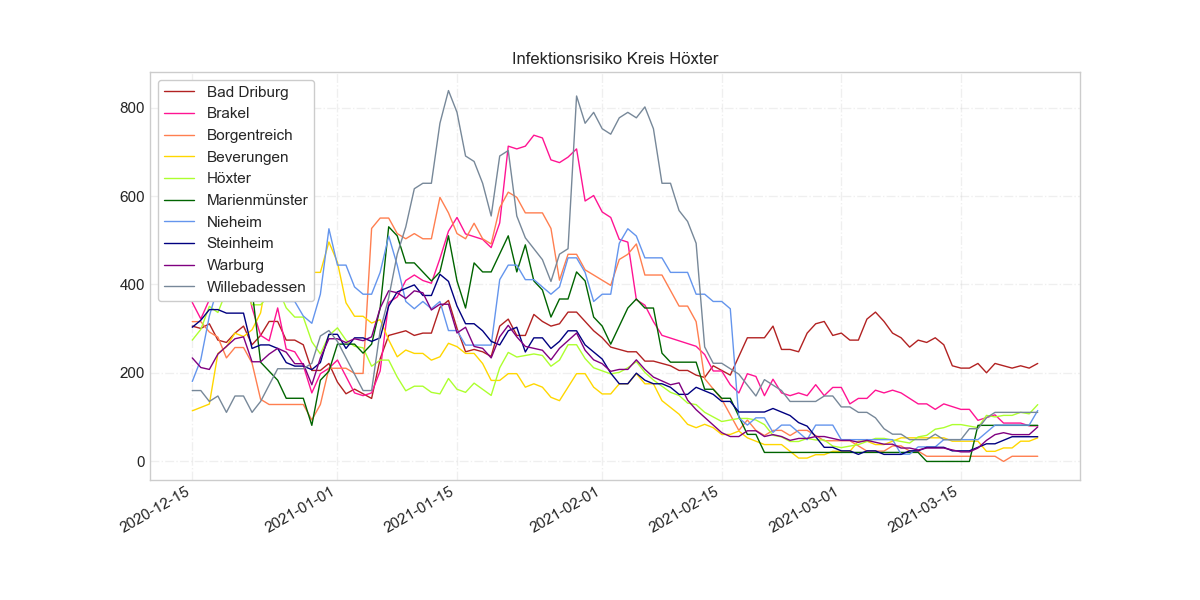 Infektionsrisiko Kreis Höxter
Bad Driburg
Brakel
Borgentreich
Beverungen
Höxter
Marienmünster
Nieheim
Steinheim
Warburg
Willebadessen
800
600
400
200
0
2020-12-15
2021-01-01
2021-01-15
2021-02-01
2021-02-15
2021-03-01
2021-03-15